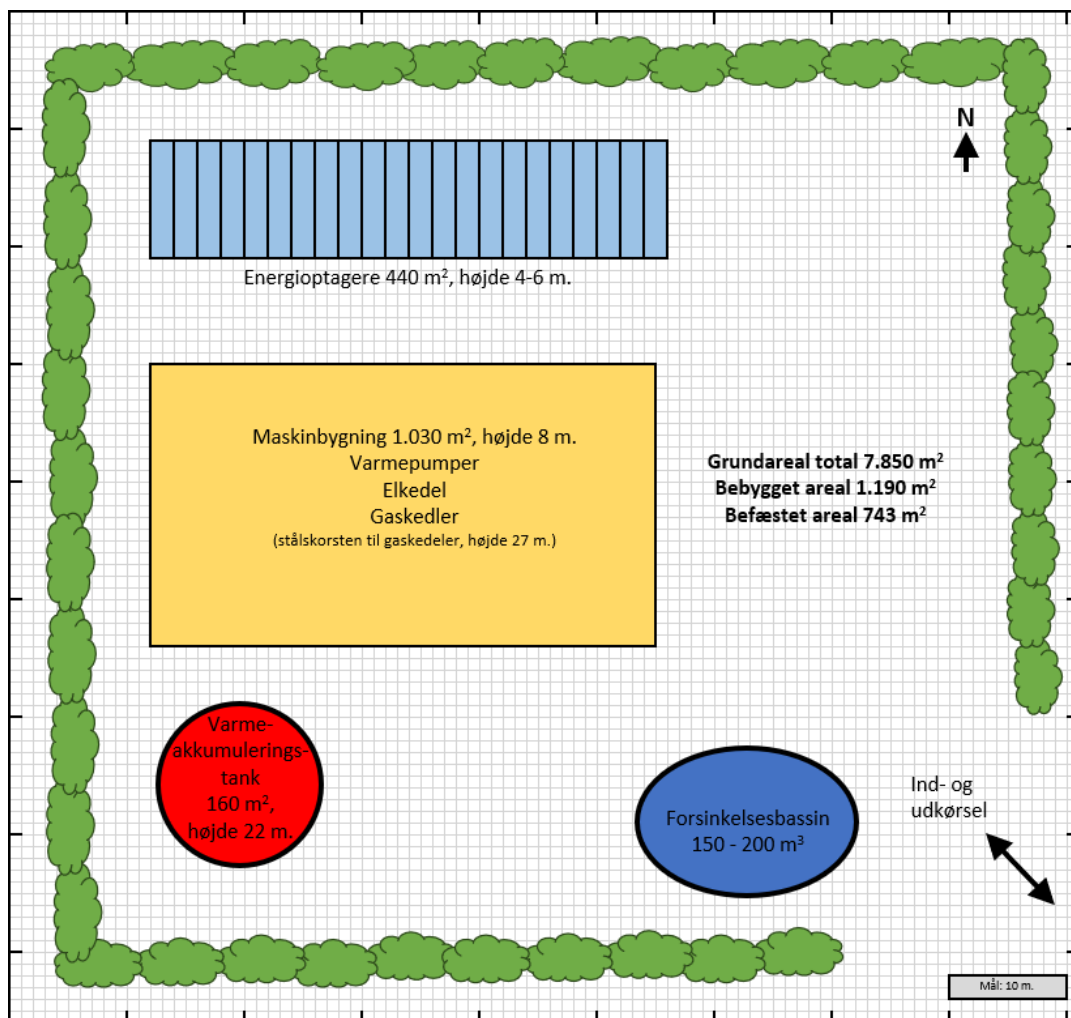 N
Energioptagere 440 m², højde 4-6 m.
Maskinbygning 1.030 m², højde 8 m.
Varmepumper
Elkedel
Gaskedler
(stålskorsten til gaskedeler, højde 27 m.)
Grundareal total 7.850 m²
Bebygget areal 1.190 m²
Befæstet areal 743 m²
Varme-
akkumulerings-
tank
160 m²,
højde 22 m.
Forsinkelsesbassin
150 - 200 m³
Ind- og
udkørsel
Mål: 10 m.